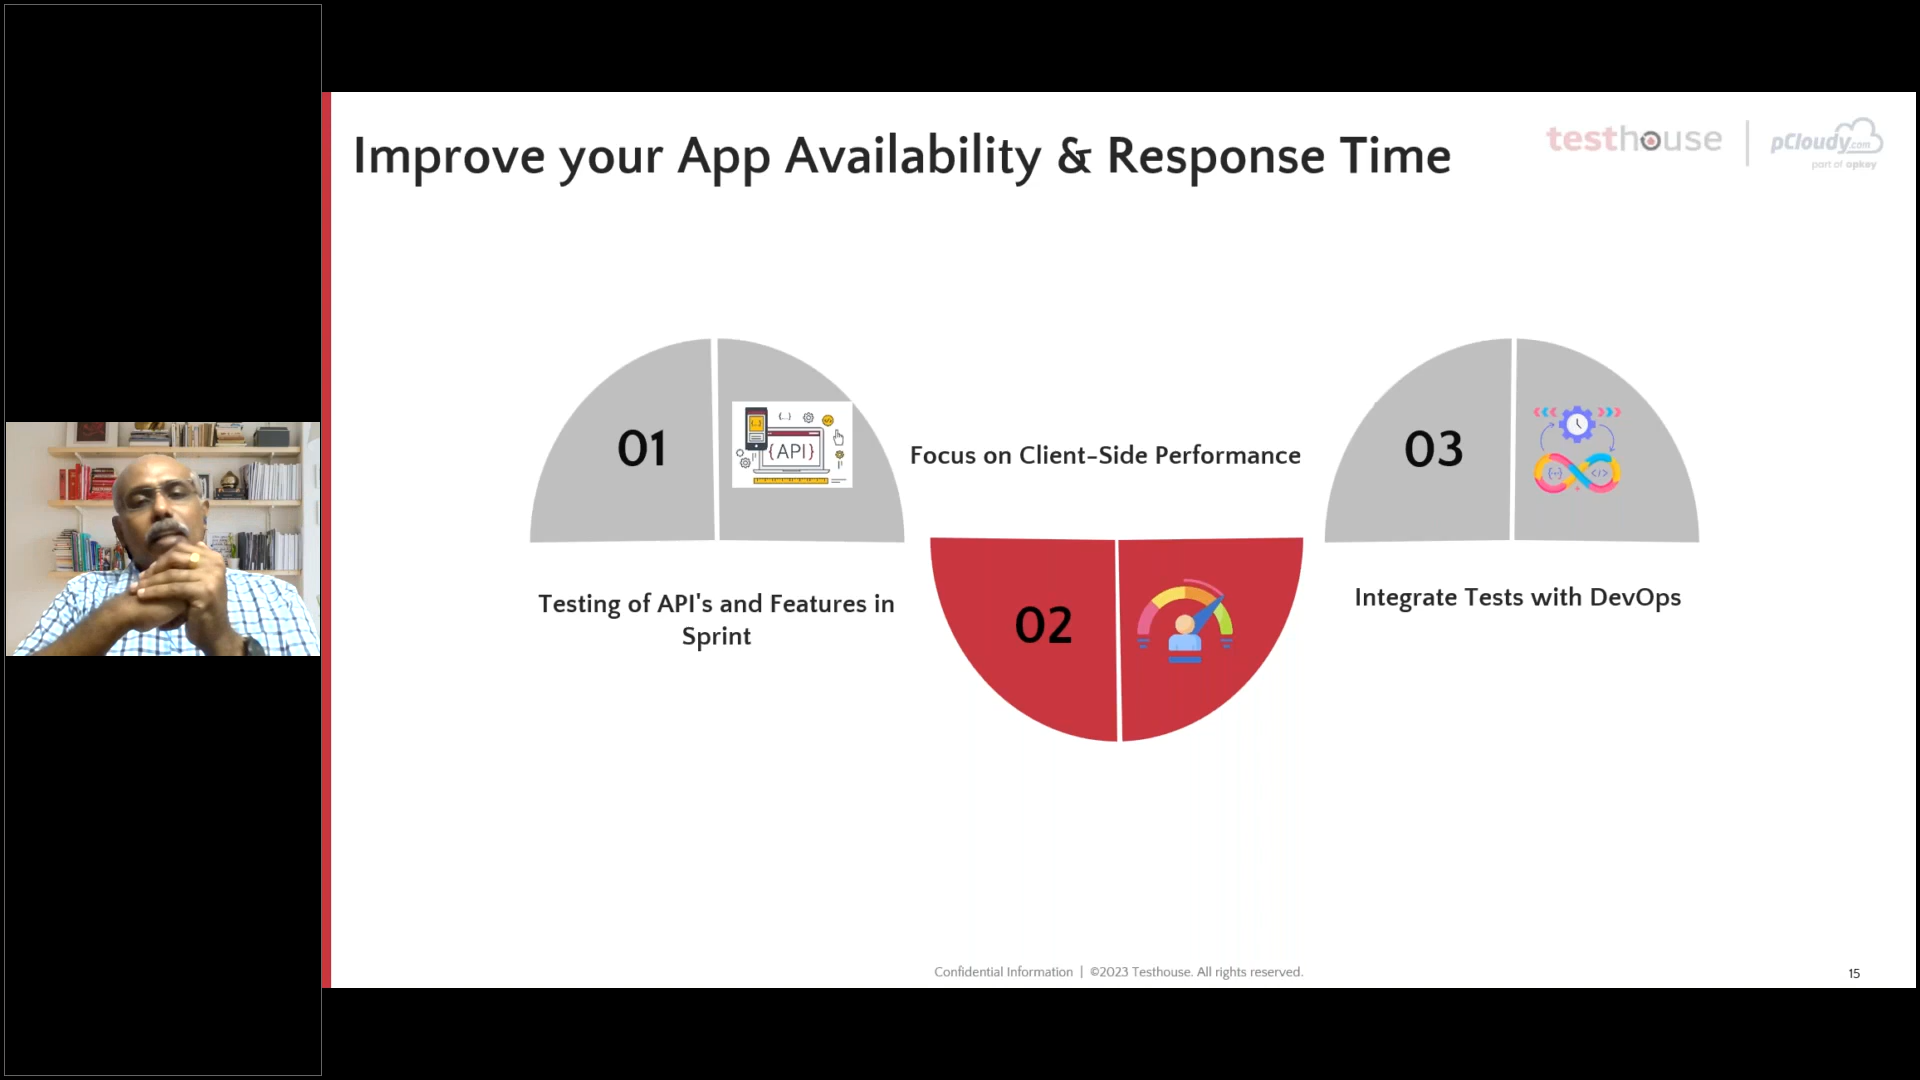 Improve your App Availability & Response Time
testhouse
pCloudy.com
part of opkey
01
{...}
{API}
Testing of API's and Features in
Sprint
Focus on Client-Side Performance
02
03
Integrate Tests with DevOps
Confidential Information | ©2023 Testhouse. All rights reserved.
15